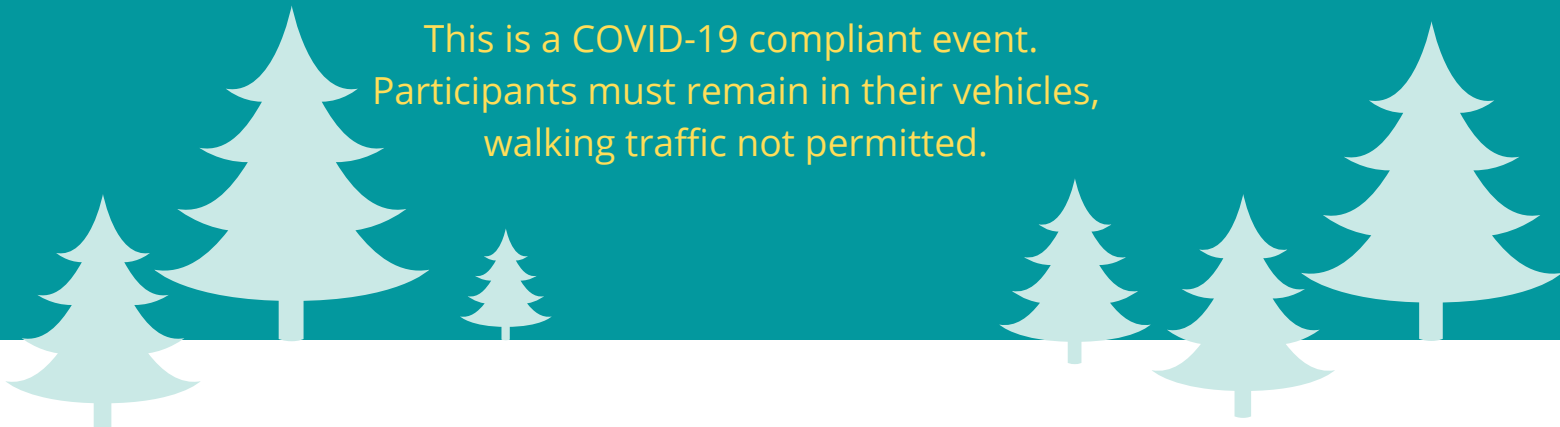 This is a COVID-19 compliant event.
Participants must remain in their vehicles,
walking traffic not permitted.